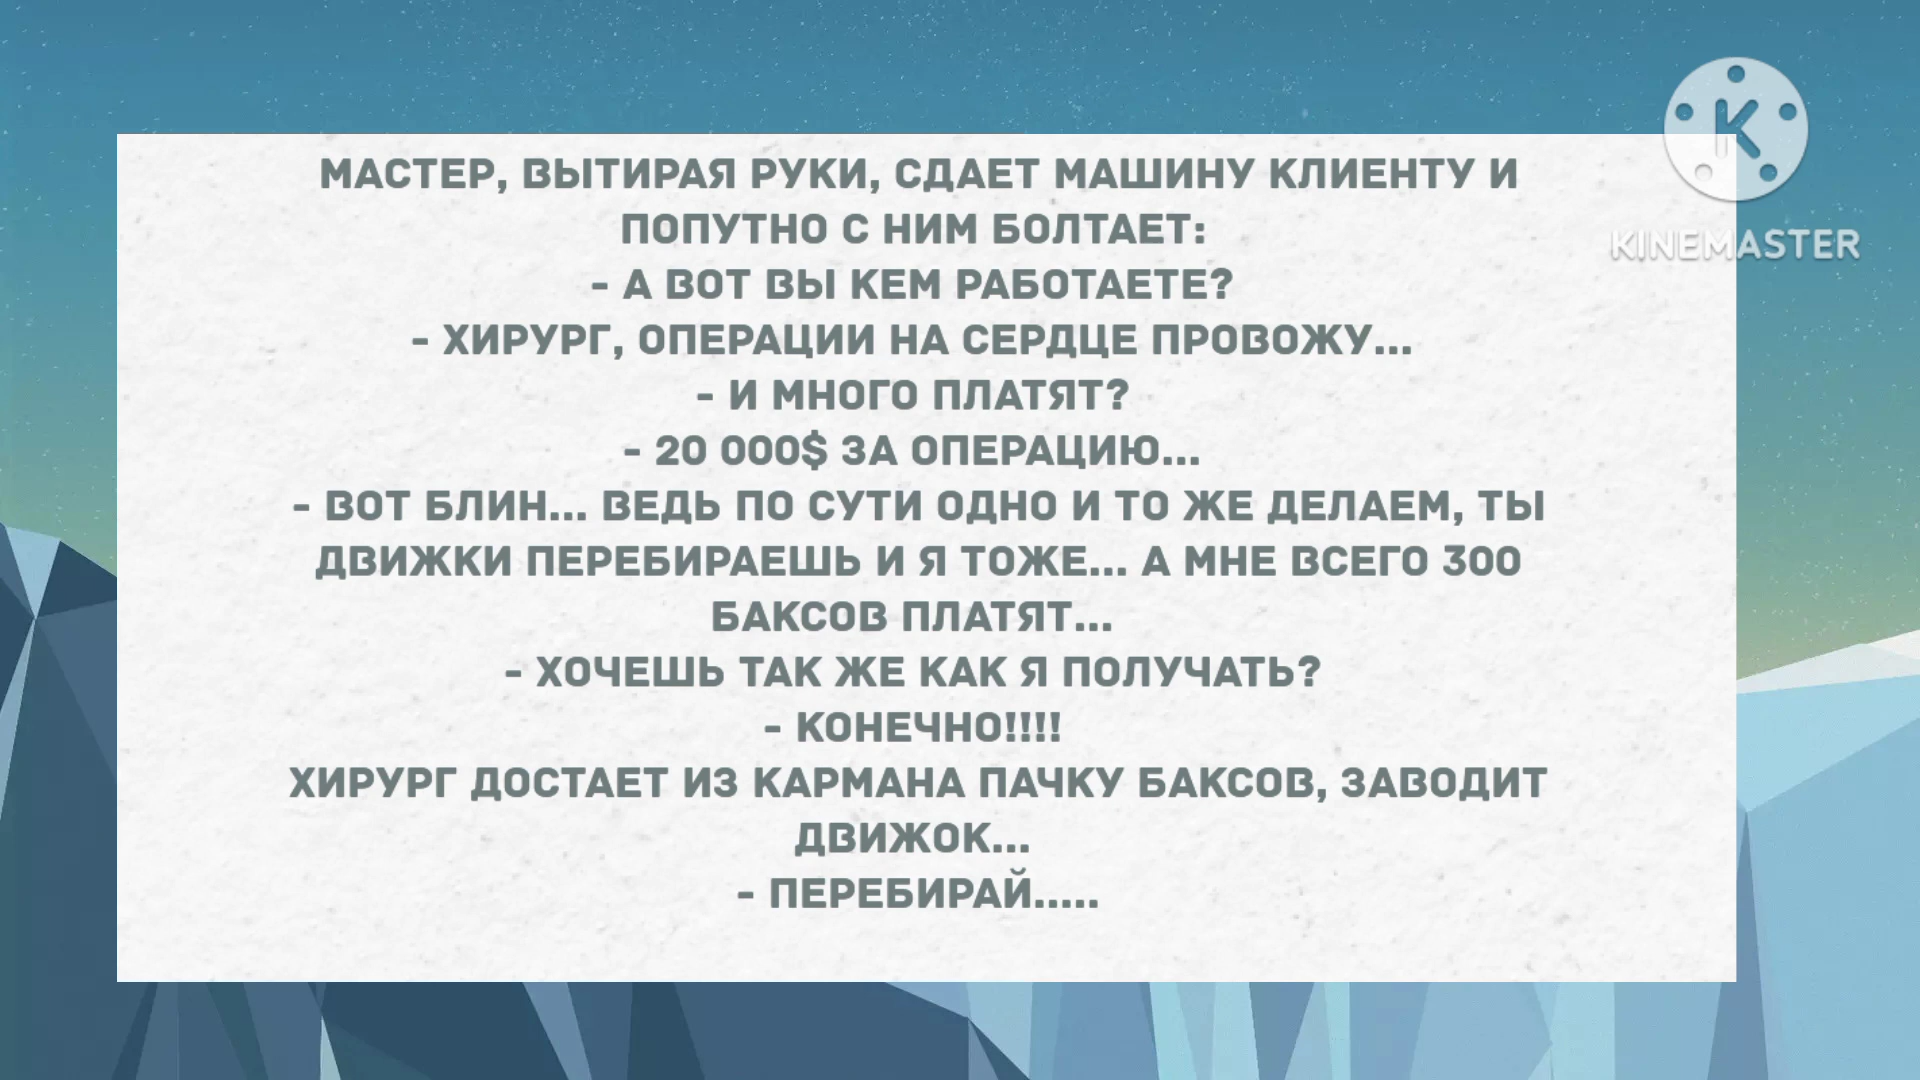 МАСТЕР, ВЫТИРАЯ РУКИ, СДАЕТ МАШИНУ КЛИЕНТУ И
ПОПУТНО С НИМ БОЛТАЕТ:
- А ВОТ ВЫ КЕМ РАБОТАЕТЕ?
- ХИРУРГ, ОПЕРАЦИИ НА СЕРДЦЕ ПРОВОЖУ...
- И МНОГО ПЛАТЯТ?
- 20 000$ ЗА ОПЕРАЦИЮ...
- ВОТ БЛИН... ВЕДЬ ПО СУТИ ОДНО И ТО ЖЕ ДЕЛАЕМ, ТЫ
ДВИЖКИ ПЕРЕБИРАЕШЬ И Я ТОЖЕ... А МНЕ ВСЕГО 300
БАКСОВ ПЛАТЯТ...
- ХОЧЕШЬ ТАК ЖЕ КАК Я ПОЛУЧАТЬ?
- КОНЕЧНО!!!!
ХИРУРГ ДОСТАЕТ ИЗ КАРМАНА ПАЧКУ БАКСОВ, ЗАВОДИТ
ДВИЖОК...
- ПЕРЕБИРАЙ.....
K
KINEMASTER